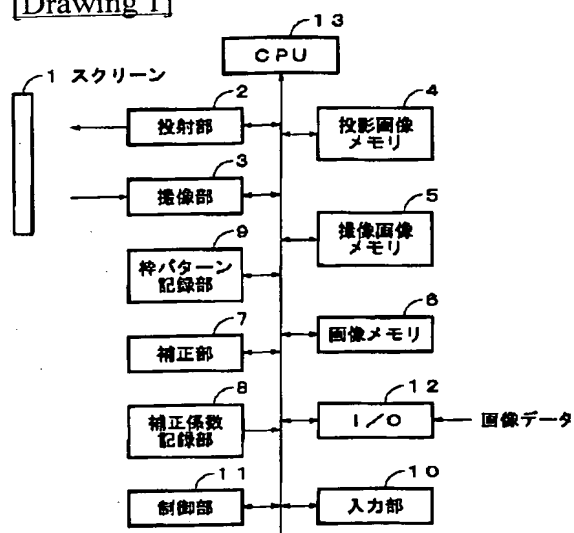 [Drawing 1]
13
CPU
1 スクリーン
2
投射部
4
投影画像
メモリ
3
撮像部
5
撮像画像
メモリ
9
枠パターン
記録部
6
画像メモリ
7
補正部
8
補正係数
記録部
12
I/O
画像データ
11
制御部
10
入力部